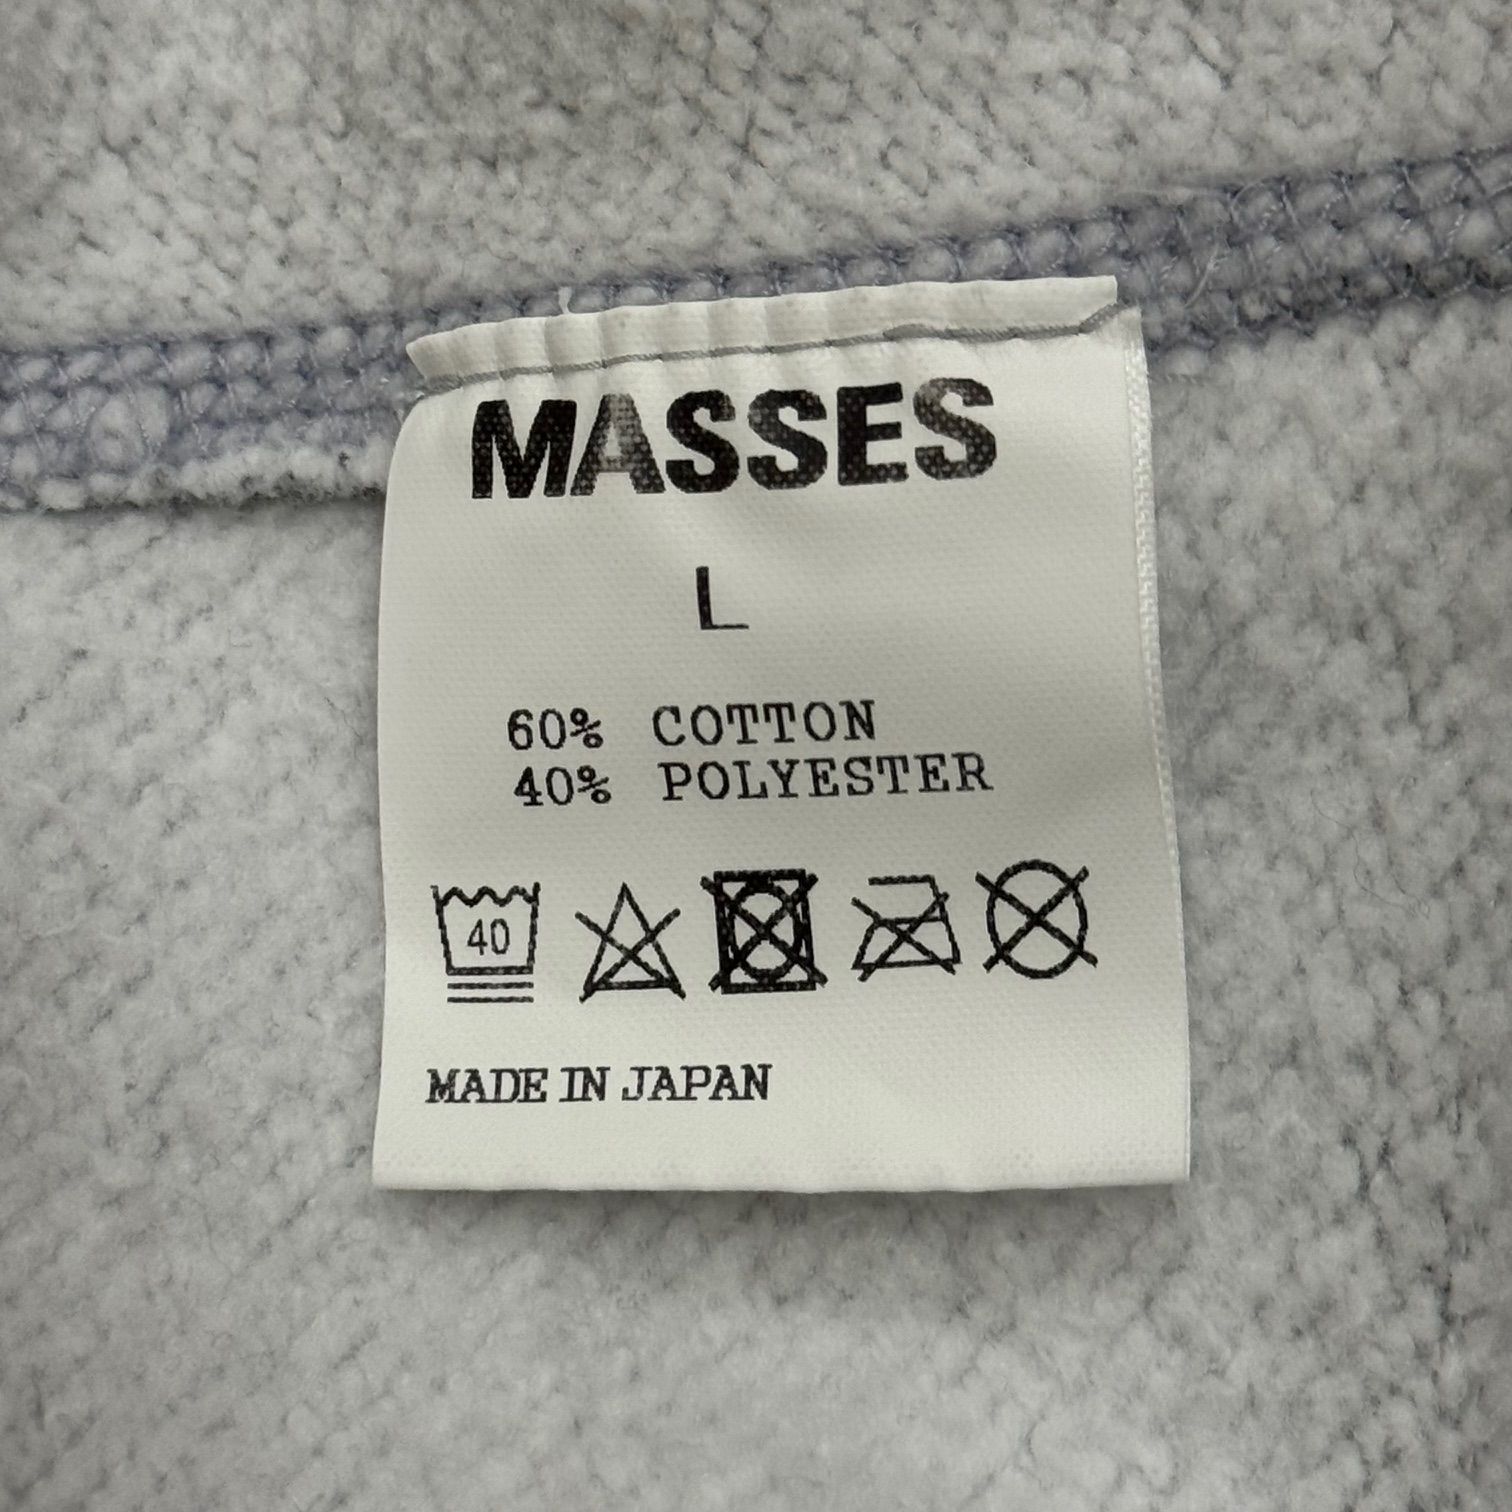 MASSES
L
60% COTTON
40% POLYESTER
40
MADE IN JAPAN